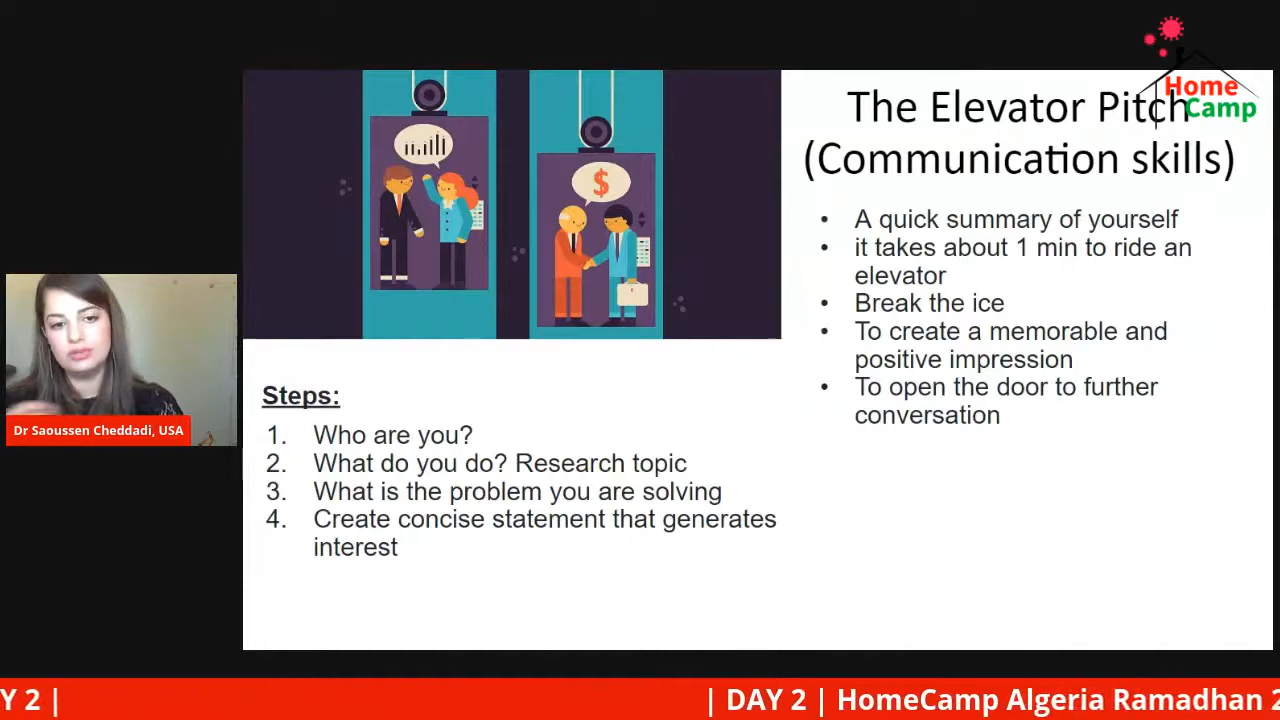 Home
Camp
The Elevator Pitch
(Communication skills)
• A quick summary of yourself
• it takes about 1 min to ride an
elevator
• Break the ice
• To create a memorable and
positive impression
• To open the door to further
conversation
$
Steps:
1. Who are you?
2. What do you do? Research topic
3. What is the problem you are solving
4. Create concise statement that generates
interest
Dr Saoussen Cheddadi, USA
Y 2 | | DAY 2 | HomeCamp Algeria Ramadhan 2